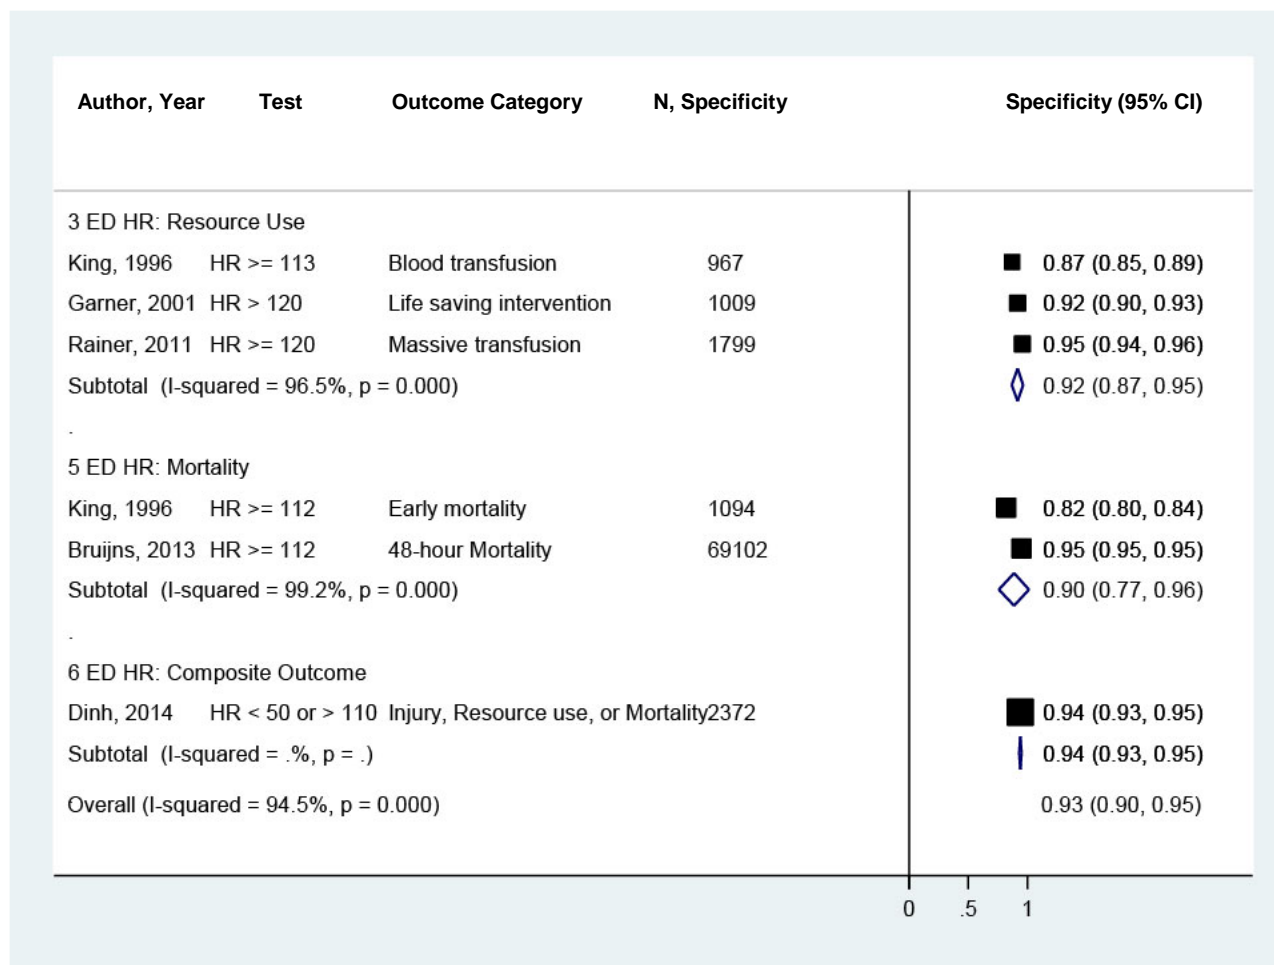 Author, Year Test Outcome Category N, Specificity Specificity (95% CI)
3 ED HR: Resource Use
King, 1996 HR >= 113 Blood transfusion 967 0.87 (0.85, 0.89)
Garner, 2001 HR > 120 Life saving intervention 1009 0.92 (0.90, 0.93)
Rainer, 2011 HR >= 120 Massive transfusion 1799 0.95 (0.94, 0.96)
Subtotal (I-squared = 96.5%, p = 0.000) 0.92 (0.87, 0.95)
.
5 ED HR: Mortality
King, 1996 HR >= 112 Early mortality 1094 0.82 (0.80, 0.84)
Bruijns, 2013 HR >= 112 48-hour Mortality 69102 0.95 (0.95, 0.95)
Subtotal (I-squared = 99.2%, p = 0.000) 0.90 (0.77, 0.96)
.
6 ED HR: Composite Outcome
Dinh, 2014 HR < 50 or > 110 Injury, Resource use, or Mortality2372 0.94 (0.93, 0.95)
Subtotal (I-squared = .%, p = .) 0.94 (0.93, 0.95)
Overall (I-squared = 94.5%, p = 0.000) 0.93 (0.90, 0.95)
0 .5 1